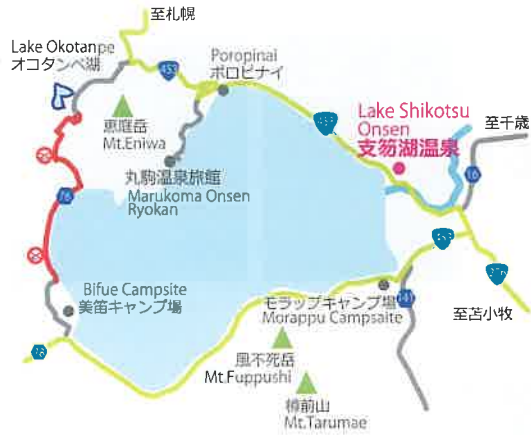 至札幌
Lake Okotanpe
オコタンペ湖
453
Poropinai
ポロピナイ
恵庭岳
Mt.Eniwa
Lake Shikotsu
Onsen
支笏湖温泉
至千歳
16
丸駒温泉旅館
Marukoma Onsen
Ryokan
76
Bifue Campsite
美笛キャンプ場
モラップキャンプ場
Morappu Campsaite
141
至苫小牧
風不死岳
Mt.Fuppushi
樽前山
Mt.Tarumae